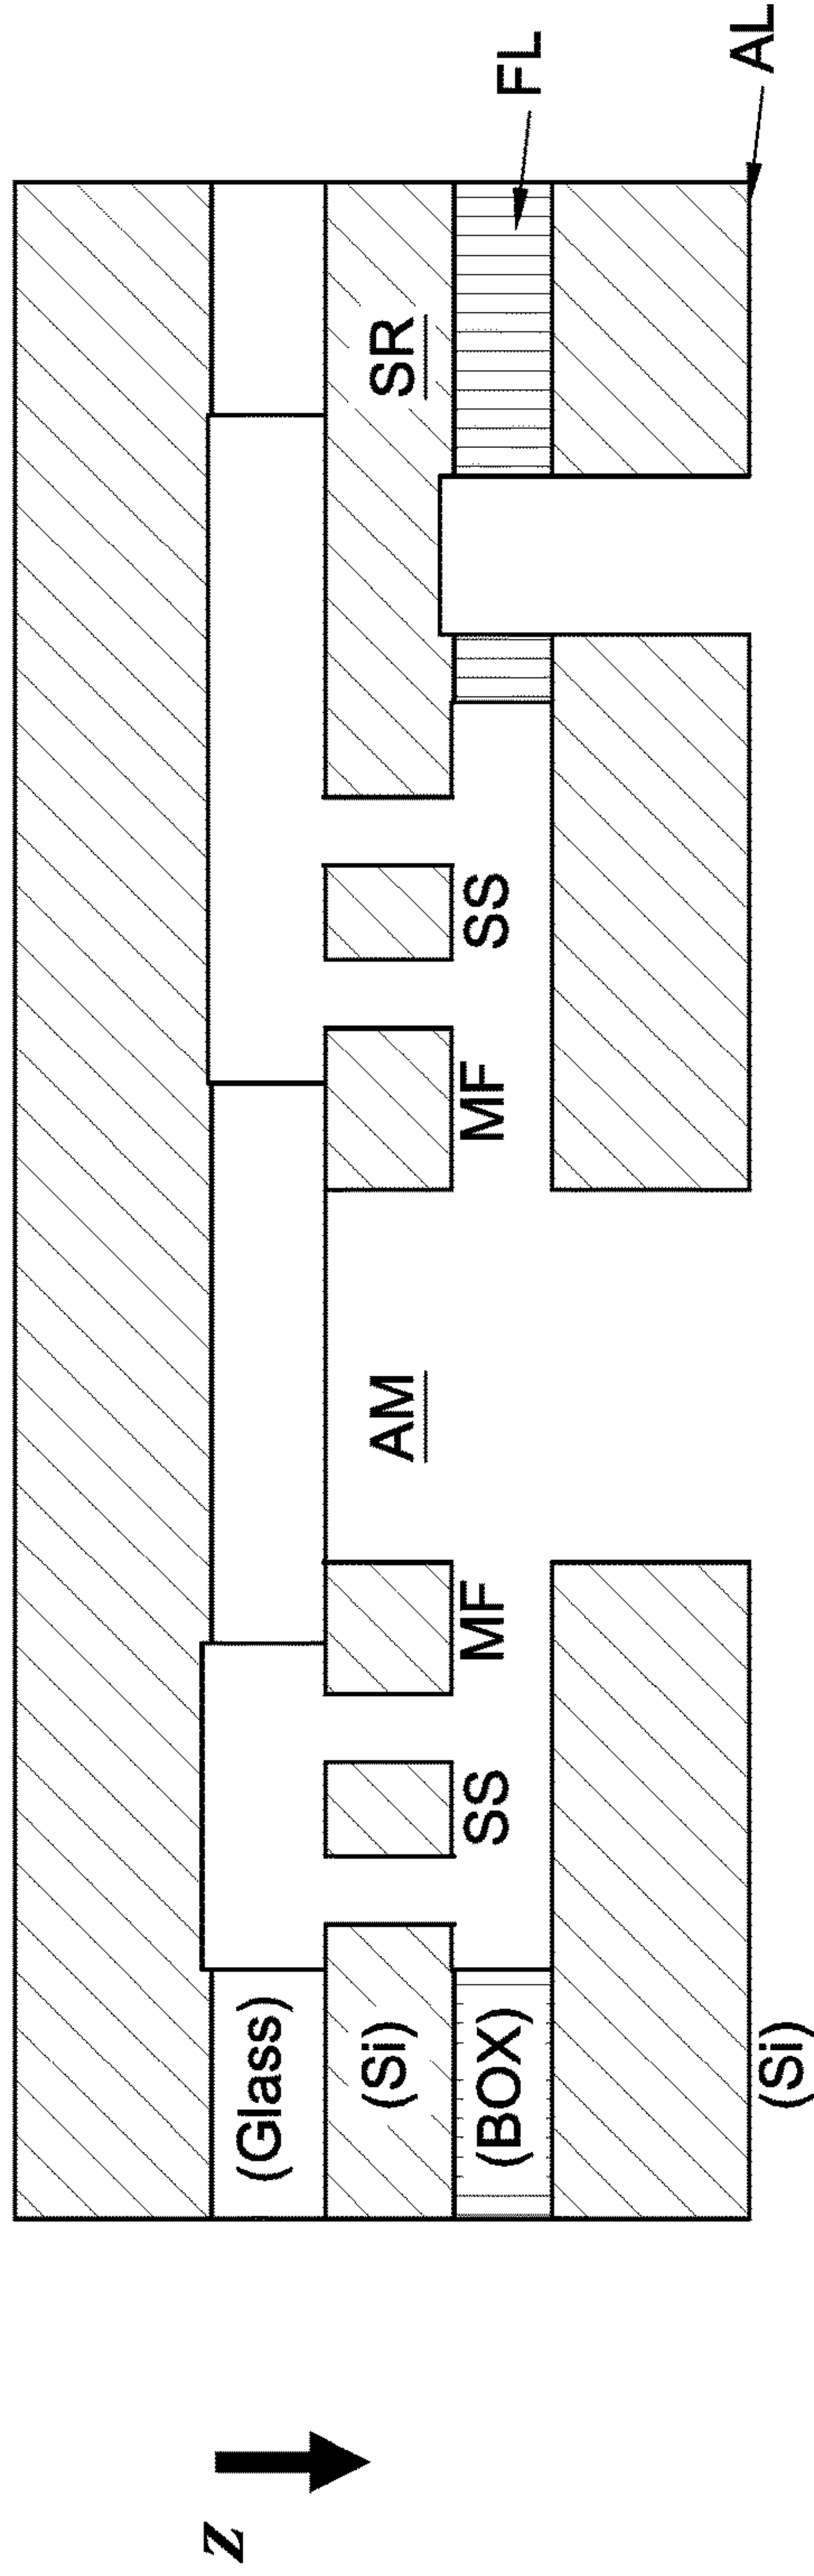 z
(Glass)
(Si) AM SR
(BOX) SS MF MF SS FL
(Si) AL